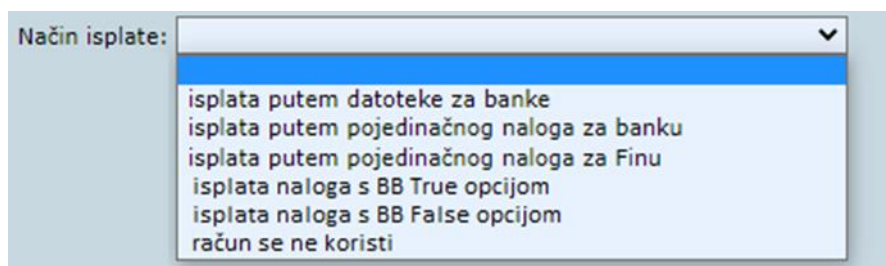 Način isplate:
isplata putem datoteke za banke
isplata putem pojedinačnog naloga za banku
isplata putem pojedinačnog naloga za Finu
isplata naloga s BB True opcijom
isplata naloga s BB False opcijom
račun se ne koristi